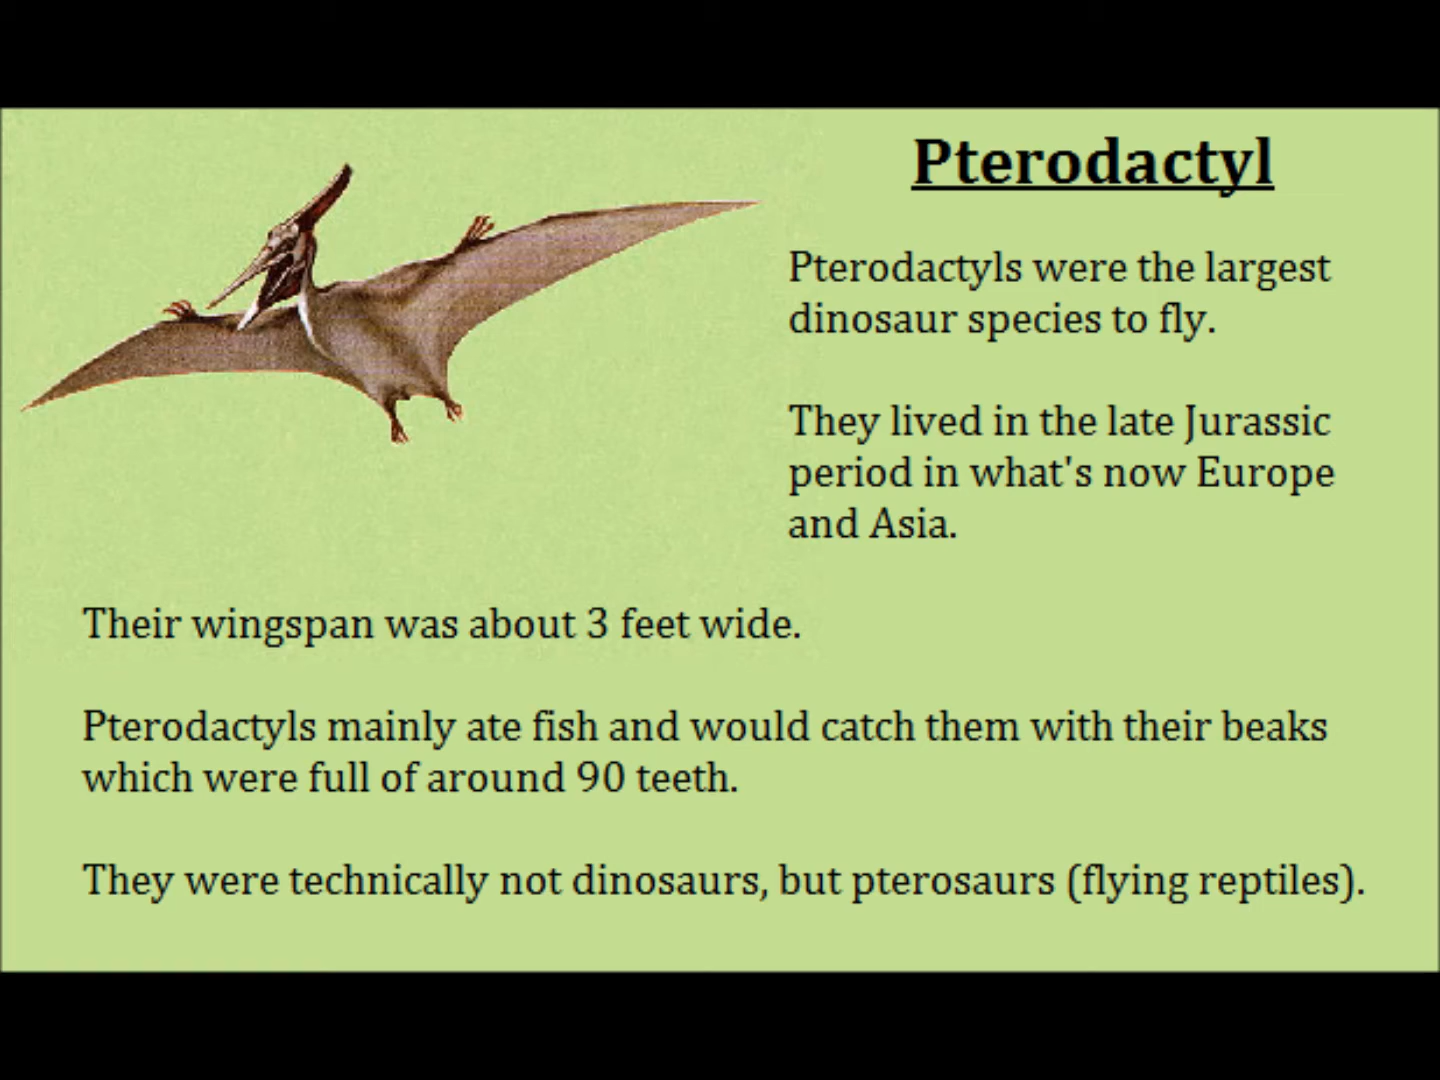 Pterodactyl
Pterodactyls were the largest
dinosaur species to fly.
They lived in the late Jurassic
period in what's now Europe
and Asia.
Their wingspan was about 3 feet wide.
Pterodactyls mainly ate fish and would catch them with their beaks
which were full of around 90 teeth.
They were technically not dinosaurs, but pterosaurs (flying reptiles).